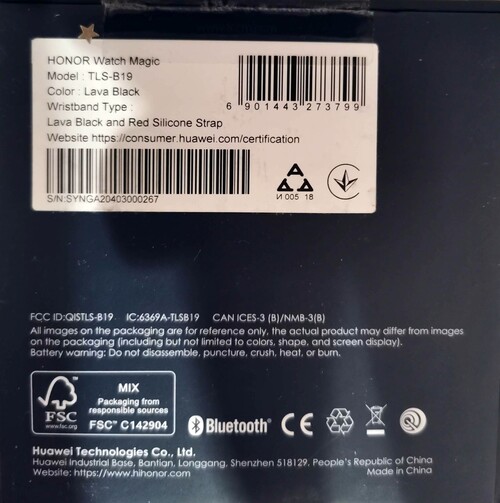 HONOR Watch Magic
Model : TLS-B19
Color : Lava Black
Wristband Type :
Lava Black and Red Silicone Strap
Website https://consumer.huawei.com/certification
6 901443 273799
S/N:SYNGA20403000267
И 005 18
FCC ID:QISTLS-B19 IC:6369A-TLSB19 CAN ICES-3 (B)/NMB-3(B)
All images on the packaging are for reference only, the actual product may differ from images
on the packaging (including but not limited to colors, shape, and screen display).
Battery warning: Do not disassemble, puncture, crush, heat, or burn.
FSC
www.fsc.org
MIX
Packaging from
responsible sources
FSC™ C142904
Bluetooth®
CE
Huawei Technologies Co., Ltd.
Huawei Industrial Base, Bantian, Longgang, Shenzhen 518129, People's Republic of China
Website: https://www.hihonor.com
Made in China